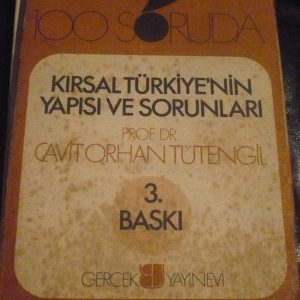 100 SORUDA
KIRSAL TÜRKİYE'NİN
YAPISI VE SORUNLARI
PROF. DR.
CAVİT ORHAN TÜTENGİL
3.
BASKI
GERÇEK YAYINEVİ